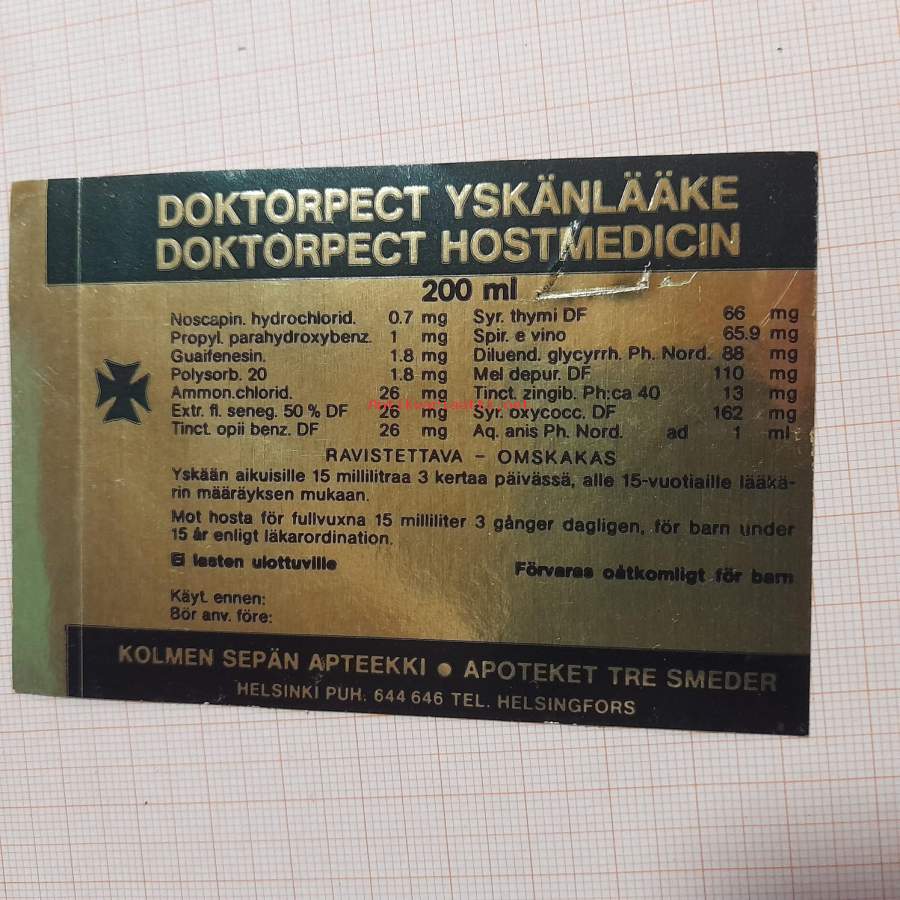 DOKTORPECT YSKÄNLÄÄKE
DOKTORPECT HOSTMEDICIN
200 ml
Noscapin. hydrochlorid. 0.7 mg
Propyl. parahydroxybenz. 1 mg
Guaifenesin. 1.8 mg
Polysorb. 20 1.8 mg
Ammon.chlorid. 26 mg
Extr. fl. seneg. 50 % DF 26 mg
Tinct. opii benz. DF 26 mg
Syr. thymi DF 66 mg
Spir. e vino 65.9 mg
Diluend. glycyrrh. Ph. Nord. 88 mg
Mel depur. DF 110 mg
Tinct. zingib. Ph:ca 40 13 mg
Syr. oxycocc. DF 162 mg
Aq. anis Ph. Nord. ad 1 ml
RAVISTETTAVA - OMSKAKAS
Yskään aikuisille 15 millilitraa 3 kertaa päivässä, alle 15-vuotiaille lääkä-
rin määräyksen mukaan.
Mot hosta för fullvuxna 15 milliliter 3 gånger dagligen, för barn under
15 år enligt läkarordination.
Ei lasten ulottuville
Förvaras oåtkomligt för barn
Käyt. ennen:
Bör anv. före:
KOLMEN SEPÄN APTEEKKI ● APOTEKET TRE SMEDER
HELSINKI PUH. 644 646 TEL. HELSINGFORS